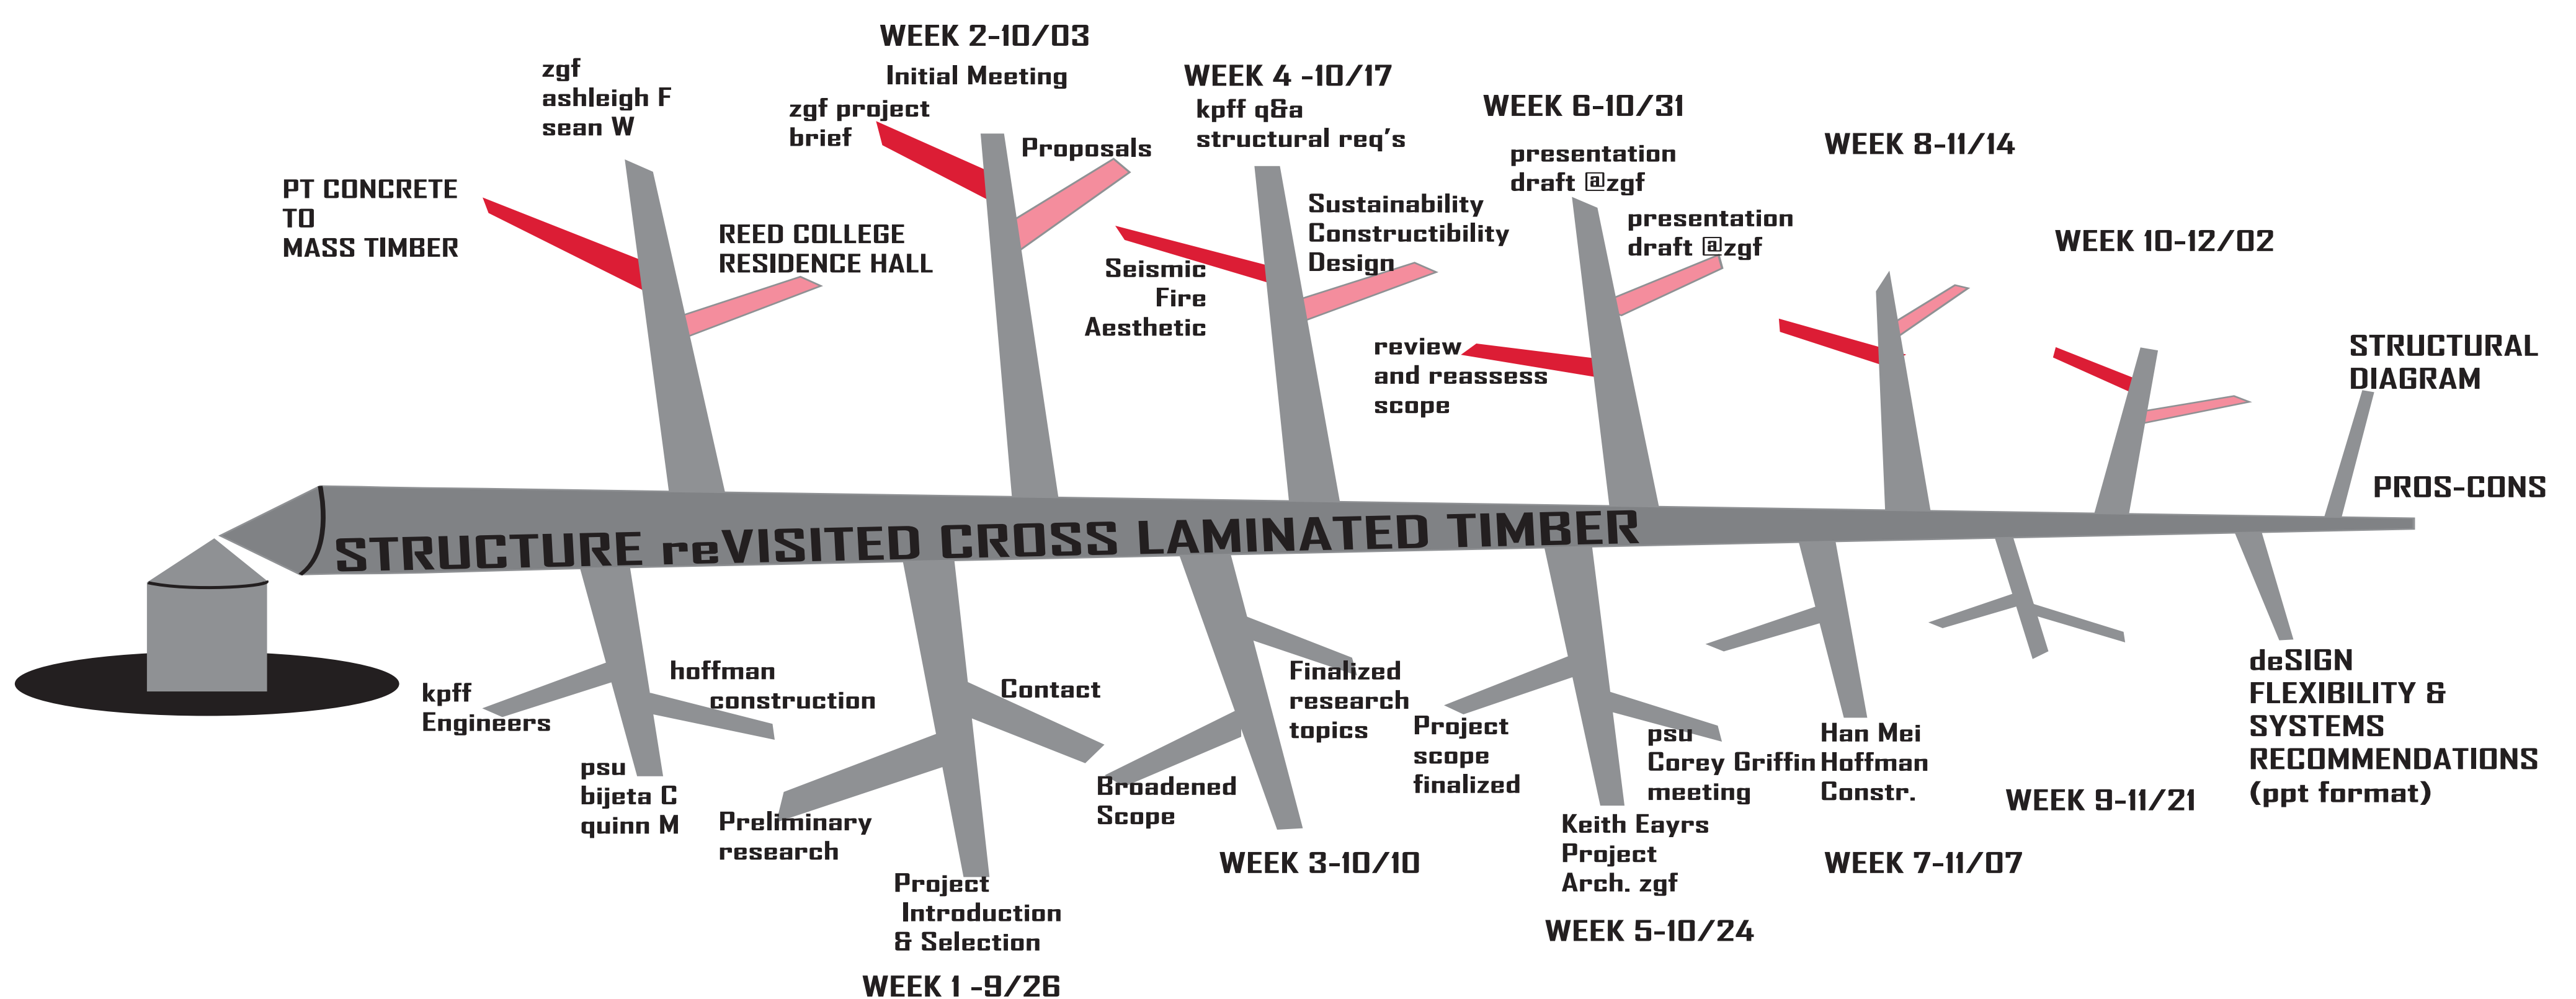 zgf
ashleigh F
sean W
PT CONCRETE
TO
MASS TIMBER
REED COLLEGE
RESIDENCE HALL
WEEK 2-10/03
Initial Meeting
zgf project
brief
Proposals
WEEK 4 -10/17
kpff q&a
structural req's
Sustainability
Constructibility
Design
Seismic
Fire
Aesthetic
WEEK 6-10/31
presentation
draft @zgf
presentation
draft @zgf
review
and reassess
scope
WEEK 8-11/14
WEEK 10-12/02
STRUCTURAL
DIAGRAM
PROS-CONS
STRUCTURE reVISITED CROSS LAMINATED TIMBER
kpff
Engineers
hoffman
construction
psu
bijeta C
quinn M
Preliminary
research
Contact
Project
Introduction
& Selection
WEEK 1 -9/26
Broadened
Scope
Finalized
research
topics
WEEK 3-10/10
Project
scope
finalized
psu
Corey Griffin
meeting
Keith Eayrs
Project
Arch. zgf
WEEK 5-10/24
Han Mei
Hoffman
Constr.
WEEK 7-11/07
WEEK 9-11/21
deSIGN
FLEXIBILITY &
SYSTEMS
RECOMMENDATIONS
(ppt format)